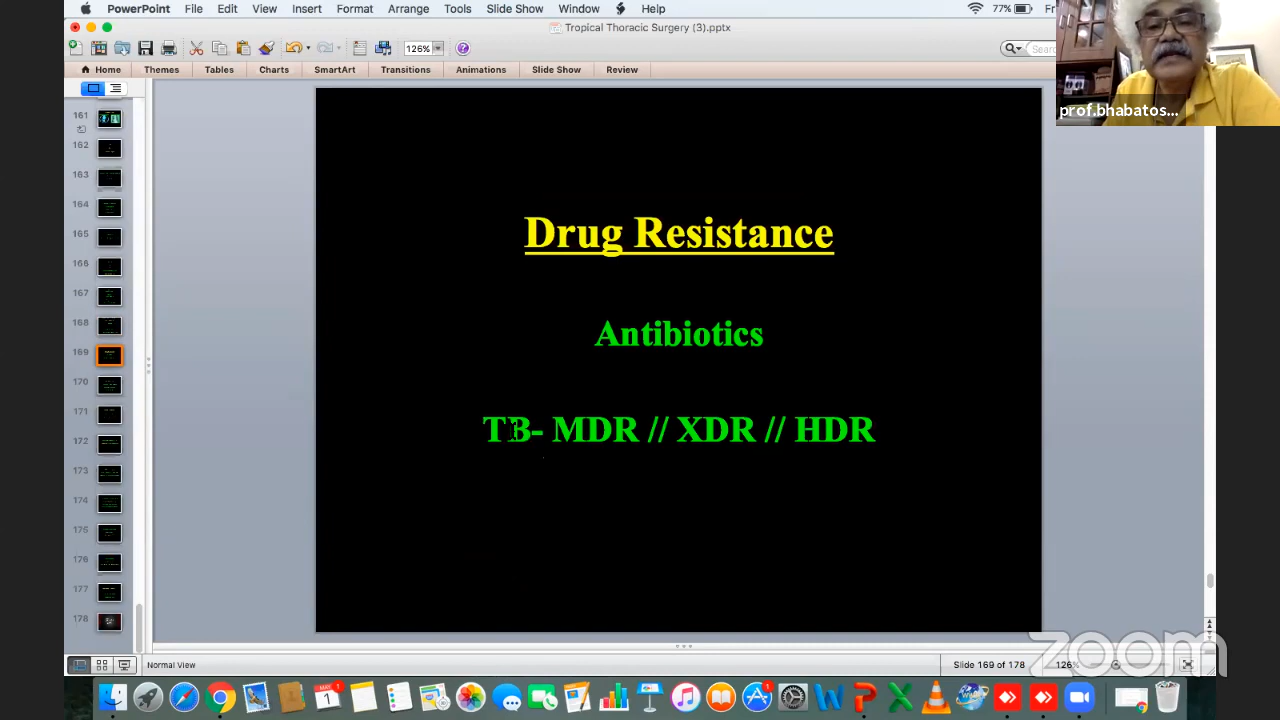 PowerPoint File Edit View Insert Format Arrange Tools Slide Show Window Help 77% Fr
Tropical Thoracic Surgery (3).pptx
126%
Home Themes Tables Charts SmartArt Transitions Animations Slide Show Review
prof.bhabatos...
161
162
163
164
165
166
167
168
169
170
171
172
173
174
175
176
177
178
Drug Resistance
Antibiotics
TB- MDR // XDR // HDR
zoom
Normal View Slide 169 of 178 126%